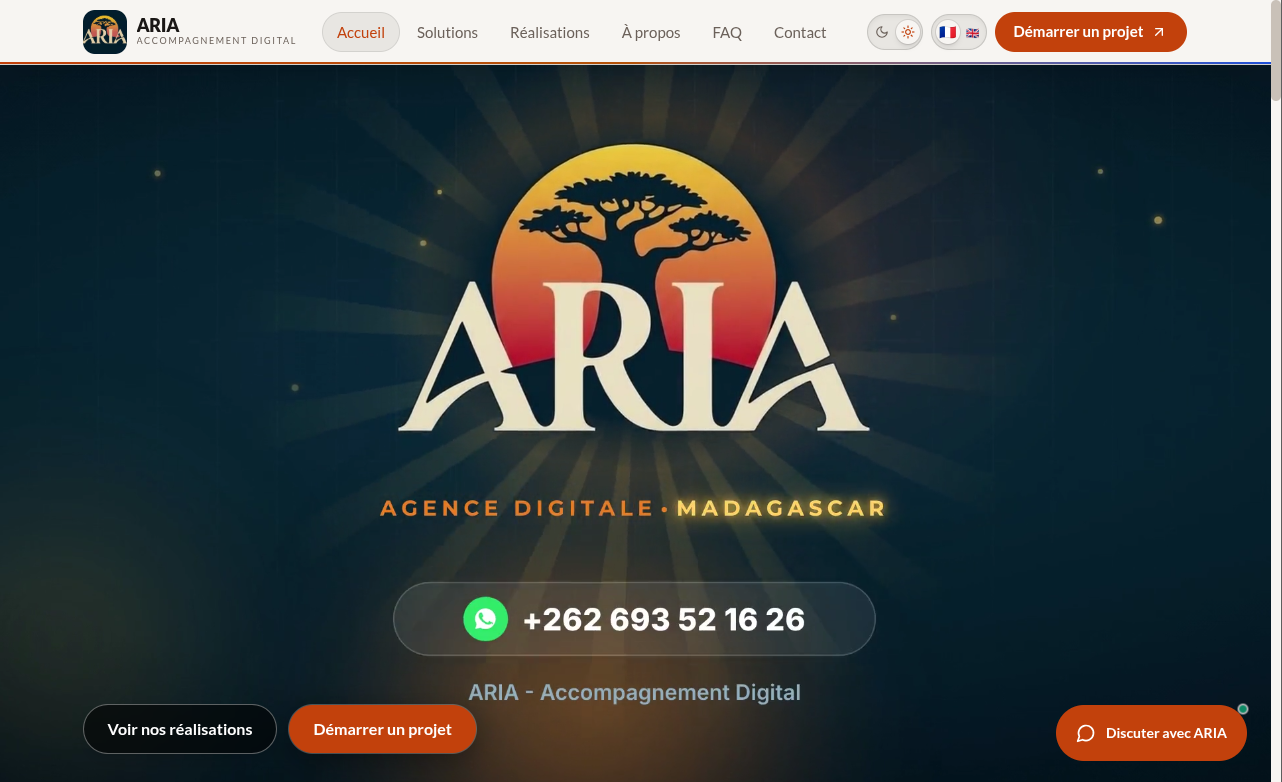 ARIA
ARIA
ACCOMPAGNEMENT DIGITAL
Accueil
Solutions
Réalisations
À propos
FAQ
Contact
Démarrer un projet
ARIA
AGENCE DIGITALE • MADAGASCAR
+262 693 52 16 26
ARIA - Accompagnement Digital
Voir nos réalisations
Démarrer un projet
Discuter avec ARIA